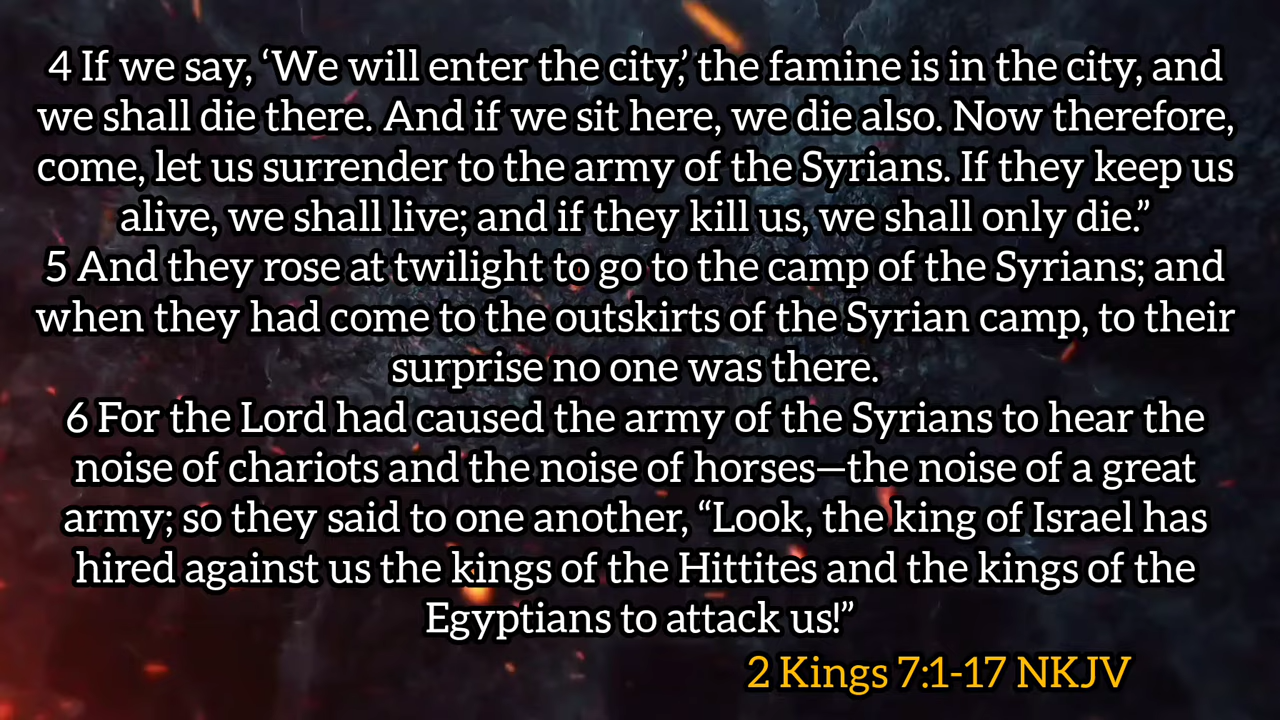 4 If we say, ‘We will enter the city,’ the famine is in the city, and
we shall die there. And if we sit here, we die also. Now therefore,
come, let us surrender to the army of the Syrians. If they keep us
alive, we shall live; and if they kill us, we shall only die.”
5 And they rose at twilight to go to the camp of the Syrians; and
when they had come to the outskirts of the Syrian camp, to their
surprise no one was there.
6 For the Lord had caused the army of the Syrians to hear the
noise of chariots and the noise of horses—the noise of a great
army; so they said to one another, “Look, the king of Israel has
hired against us the kings of the Hittites and the kings of the
Egyptians to attack us!”
2 Kings 7:1-17 NKJV